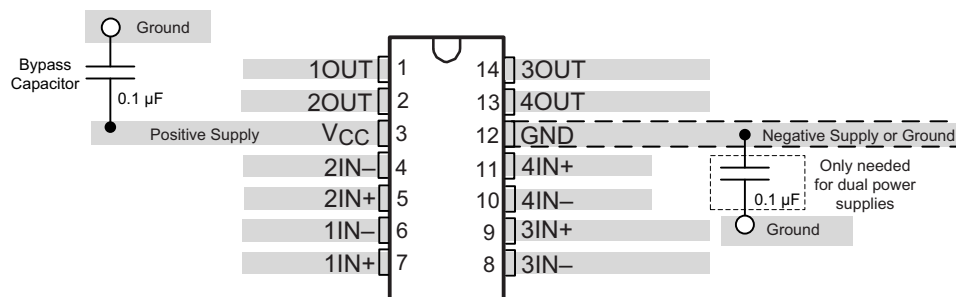 Ground
Bypass
Capacitor
0.1 µF
Positive Supply
1OUT 1
2OUT 2
VCC 3
2IN– 4
2IN+ 5
1IN– 6
1IN+ 7
14 3OUT
13 4OUT
12 GND
11 4IN+
10 4IN–
9 3IN+
8 3IN–
Negative Supply or Ground
Only needed
for dual power
supplies
0.1 µF
Ground